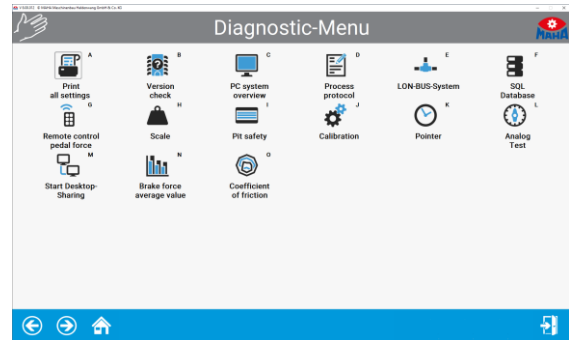 Diagnostic-Menu
MAHA
A
B
C
D
E
F
Print
all settings
Version
check
PC system
overview
Process
protocol
LON-BUS-System
SQL
Database
G
H
I
J
K
L
Remote control
pedal force
Scale
Pit safety
Calibration
Pointer
Analog
Test
M
N
O
Start Desktop-
Sharing
Brake force
average value
Coefficient
of friction